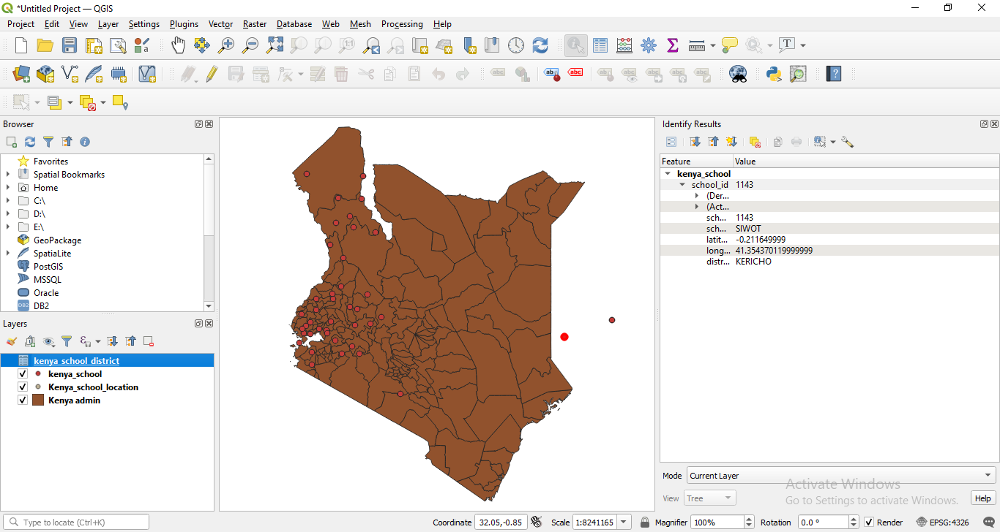 *Untitled Project — QGIS
Project Edit View Layer Settings Plugins Vector Raster Database Web Mesh Processing Help
Browser
Favorites
Spatial Bookmarks
Home
C:\
D:\
E:\
GeoPackage
SpatiaLite
PostGIS
MSSQL
Oracle
DB2
Layers
kenya_school_district
kenya_school
Kenya_school_location
Kenya admin
Identify Results
Feature Value
kenya_school
school_id 1143
(Der...
(Act...
sch... 1143
sch... SIWOT
latit... -0.211649999
long... 41.354370119999999
distr... KERICHO
Mode Current Layer
View Tree Help
Activate Windows
Go to Settings to activate Windows.
Type to locate (Ctrl+K) Coordinate 32.05,-0.85 Scale 1:8241165 Magnifier 100% Rotation 0.0 ° Render EPSG:4326